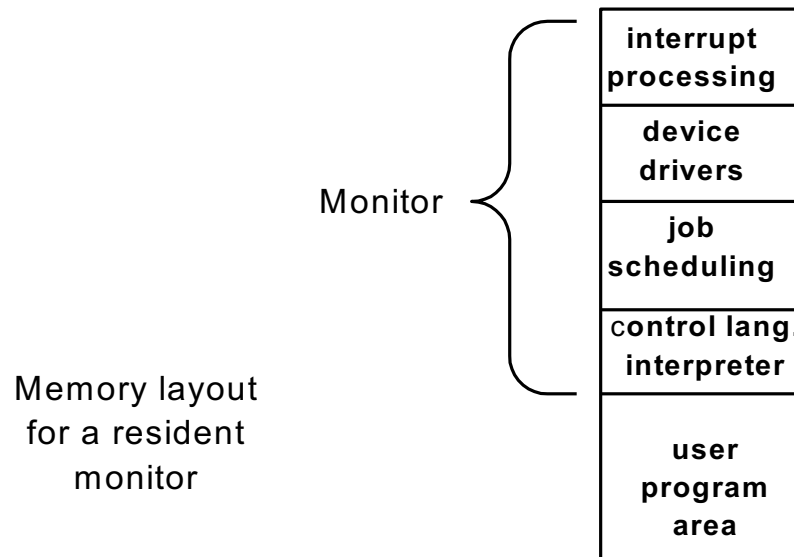 interrupt
processing
device
drivers
Monitor
job
scheduling
control lang.
interpreter
Memory layout
for a resident
monitor
user
program
area